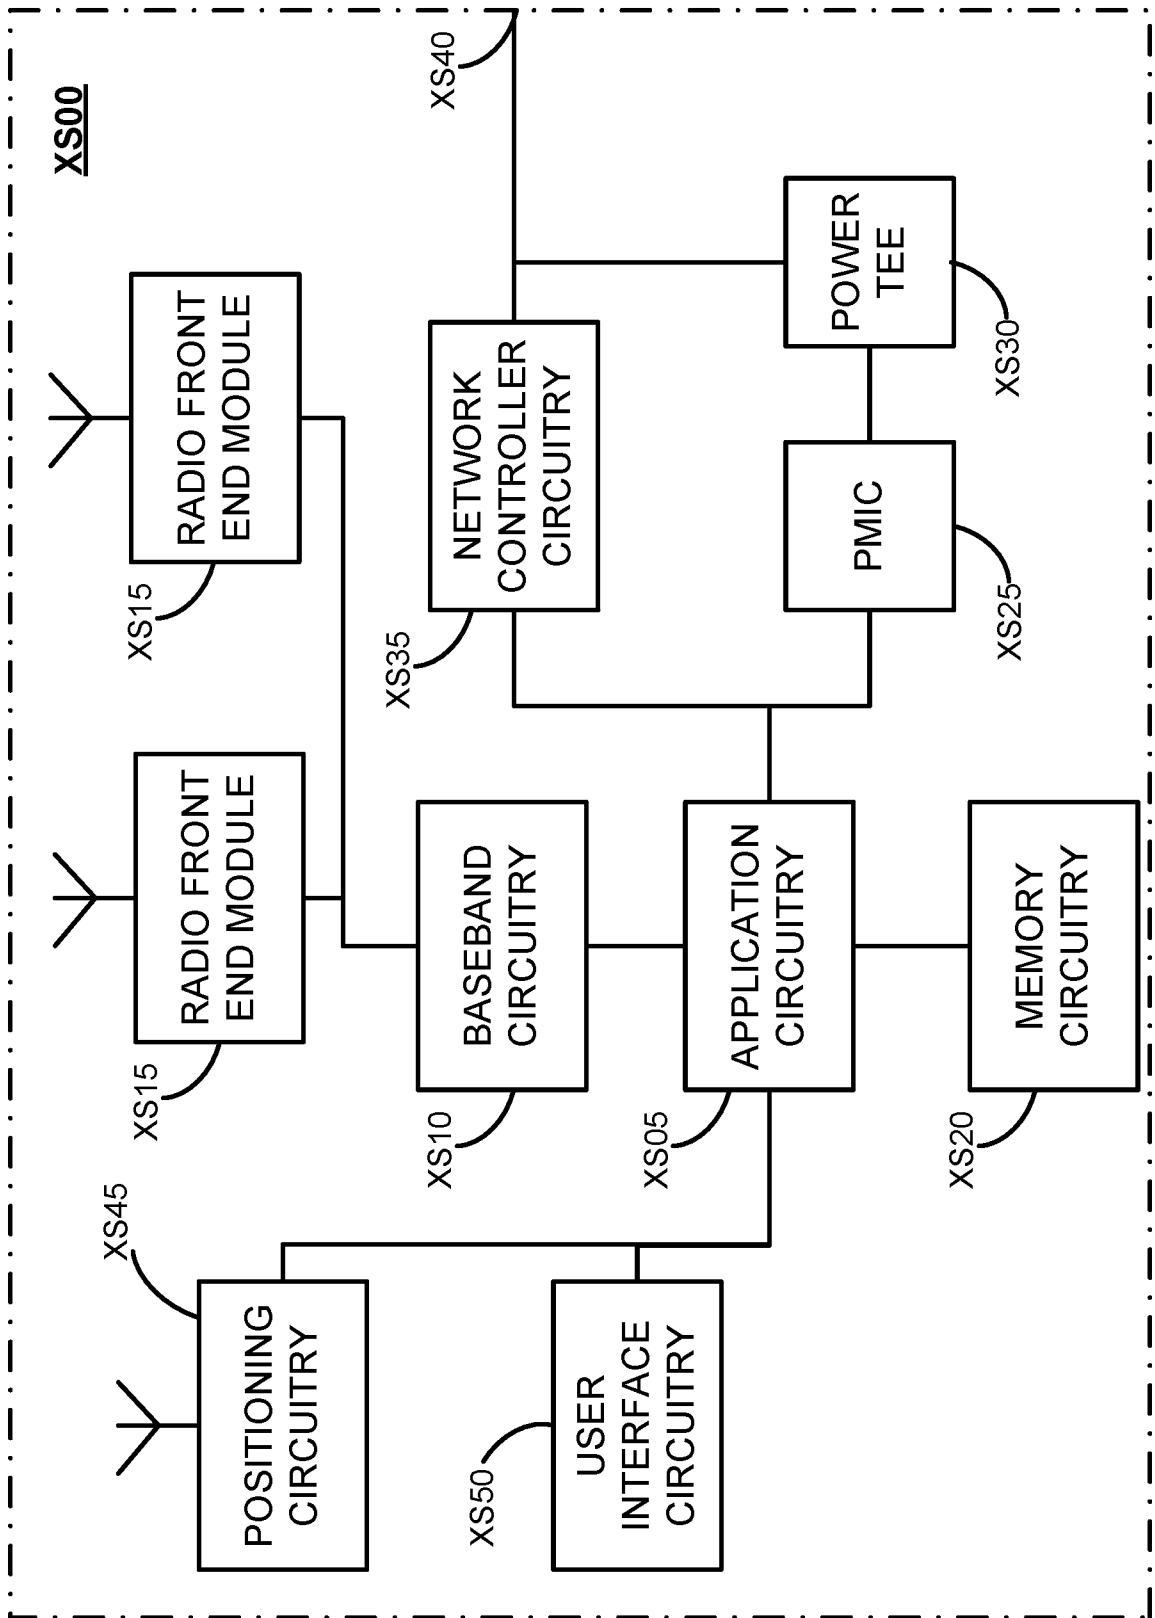 XS00
XS45
POSITIONING
CIRCUITRY
XS15
RADIO FRONT
END MODULE
XS15
RADIO FRONT
END MODULE
XS50
USER
INTERFACE
CIRCUITRY
XS10
BASEBAND
CIRCUITRY
XS35
NETWORK
CONTROLLER
CIRCUITRY
XS40
XS05
APPLICATION
CIRCUITRY
XS25
PMIC
XS30
POWER
TEE
XS20
MEMORY
CIRCUITRY